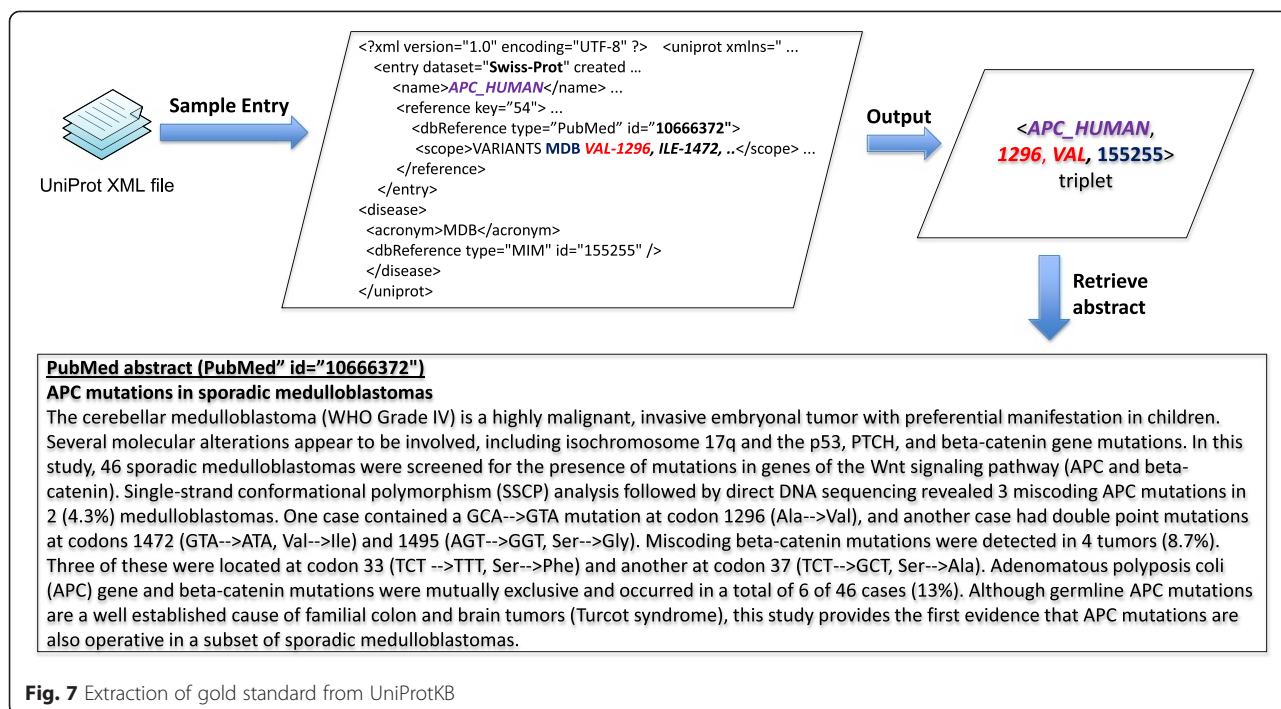 <?xml version="1.0" encoding="UTF-8" ?> <uniprot xmlns=" ...
<entry dataset="Swiss-Prot" created ...
<name>APC_HUMAN</name> ...
<reference key="54"> ...
<dbReference type="PubMed" id="10666372">
<scope>VARIANTS MDB VAL-1296, ILE-1472, ..</scope> ...
</reference>
</entry>
<disease>
<acronym>MDB</acronym>
<dbReference type="MIM" id="155255" />
</disease>
</uniprot>
Sample Entry
UniProt XML file
Output
<APC_HUMAN,
1296, VAL, 155255>
triplet
Retrieve
abstract
PubMed abstract (PubMed" id="10666372")
APC mutations in sporadic medulloblastomas
The cerebellar medulloblastoma (WHO Grade IV) is a highly malignant, invasive embryonal tumor with preferential manifestation in children.
Several molecular alterations appear to be involved, including isochromosome 17q and the p53, PTCH, and beta-catenin gene mutations. In this
study, 46 sporadic medulloblastomas were screened for the presence of mutations in genes of the Wnt signaling pathway (APC and beta-
catenin). Single-strand conformational polymorphism (SSCP) analysis followed by direct DNA sequencing revealed 3 miscoding APC mutations in
2 (4.3%) medulloblastomas. One case contained a GCA-->GTA mutation at codon 1296 (Ala-->Val), and another case had double point mutations
at codons 1472 (GTA-->ATA, Val-->Ile) and 1495 (AGT-->GGT, Ser-->Gly). Miscoding beta-catenin mutations were detected in 4 tumors (8.7%).
Three of these were located at codon 33 (TCT -->TTT, Ser-->Phe) and another at codon 37 (TCT-->GCT, Ser-->Ala). Adenomatous polyposis coli
(APC) gene and beta-catenin mutations were mutually exclusive and occurred in a total of 6 of 46 cases (13%). Although germline APC mutations
are a well established cause of familial colon and brain tumors (Turcot syndrome), this study provides the first evidence that APC mutations are
also operative in a subset of sporadic medulloblastomas.
Fig. 7 Extraction of gold standard from UniProtKB